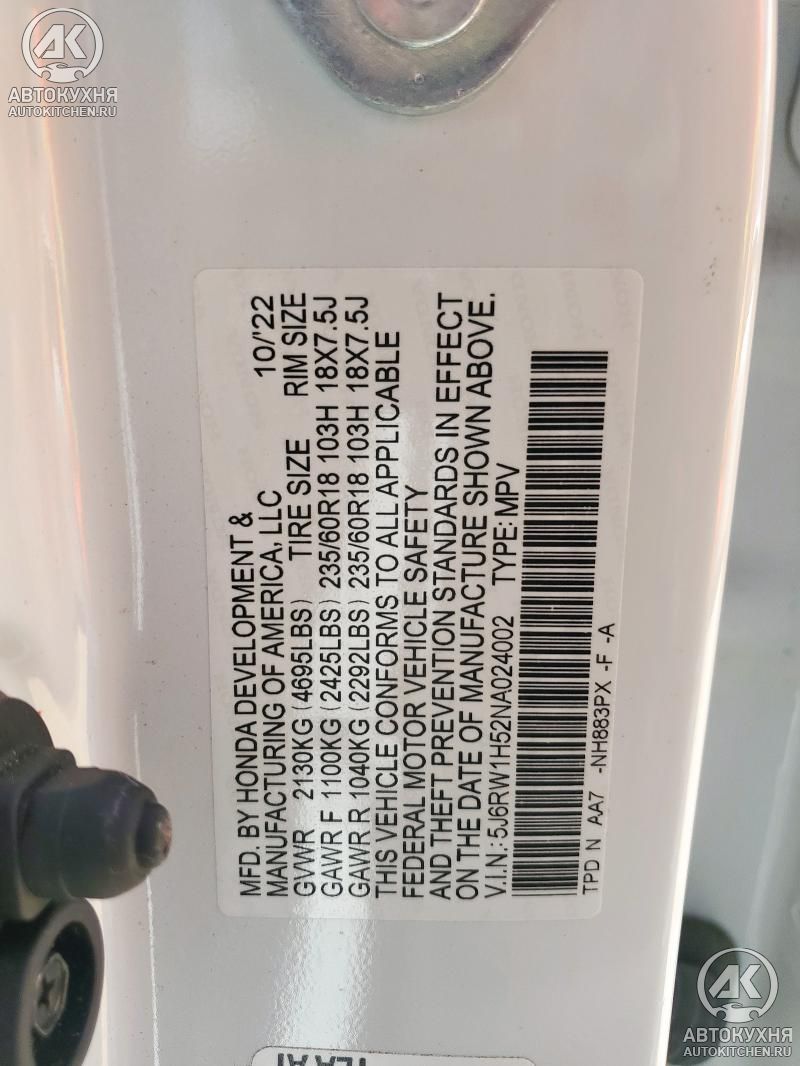 AK
АВТОКУХНЯ
AUTOKITCHEN.RU
MFD. BY HONDA DEVELOPMENT &
MANUFACTURING OF AMERICA, LLC 10/'22
GVWR 2130KG (4695LBS) TIRE SIZE RIM SIZE
GAWR F 1100KG (2425LBS) 235/60R18 103H 18X7.5J
GAWR R 1040KG (2292LBS) 235/60R18 103H 18X7.5J
THIS VEHICLE CONFORMS TO ALL APPLICABLE
FEDERAL MOTOR VEHICLE SAFETY
AND THEFT PREVENTION STANDARDS IN EFFECT
ON THE DATE OF MANUFACTURE SHOWN ABOVE.
V.I.N.: 5J6RW1H52NA024002 TYPE: MPV
TPD N AA7 -NH883PX -F -A
AK
АВТОКУХНЯ
AUTOKITCHEN.RU